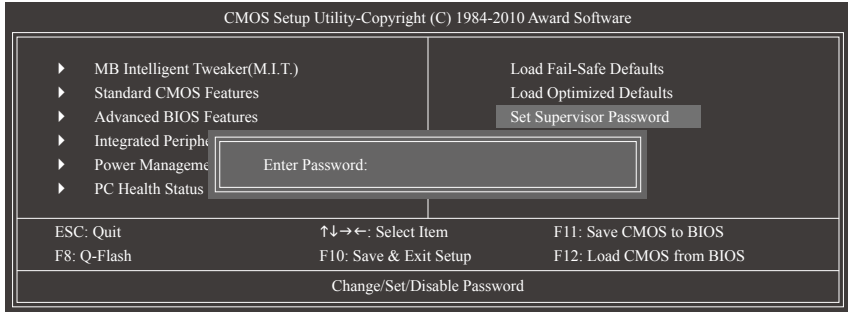 CMOS Setup Utility-Copyright (C) 1984-2010 Award Software
MB Intelligent Tweaker(M.I.T.)
Standard CMOS Features
Advanced BIOS Features
Integrated Periphe
Power Manageme
PC Health Status
Load Fail-Safe Defaults
Load Optimized Defaults
Set Supervisor Password
Enter Password:
ESC: Quit ↑↓→←: Select Item F11: Save CMOS to BIOS
F8: Q-Flash F10: Save & Exit Setup F12: Load CMOS from BIOS
Change/Set/Disable Password